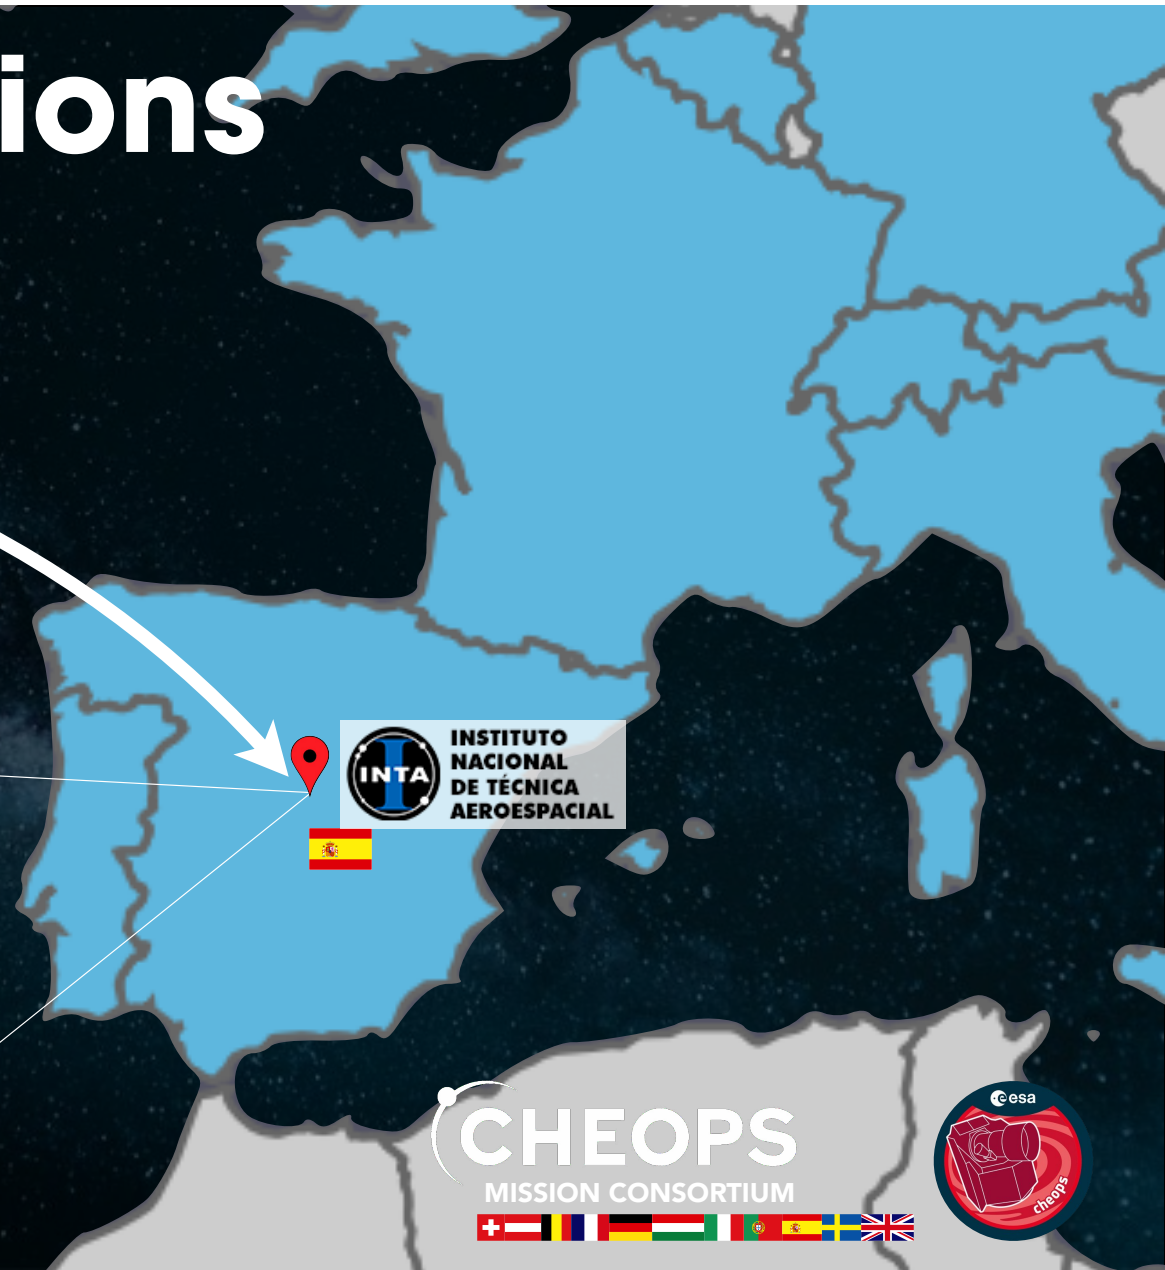 ions
INTA
INSTITUTO
NACIONAL
DE TÉCNICA
AEROESPACIAL
CHEOPS
MISSION CONSORTIUM
esa
cheops